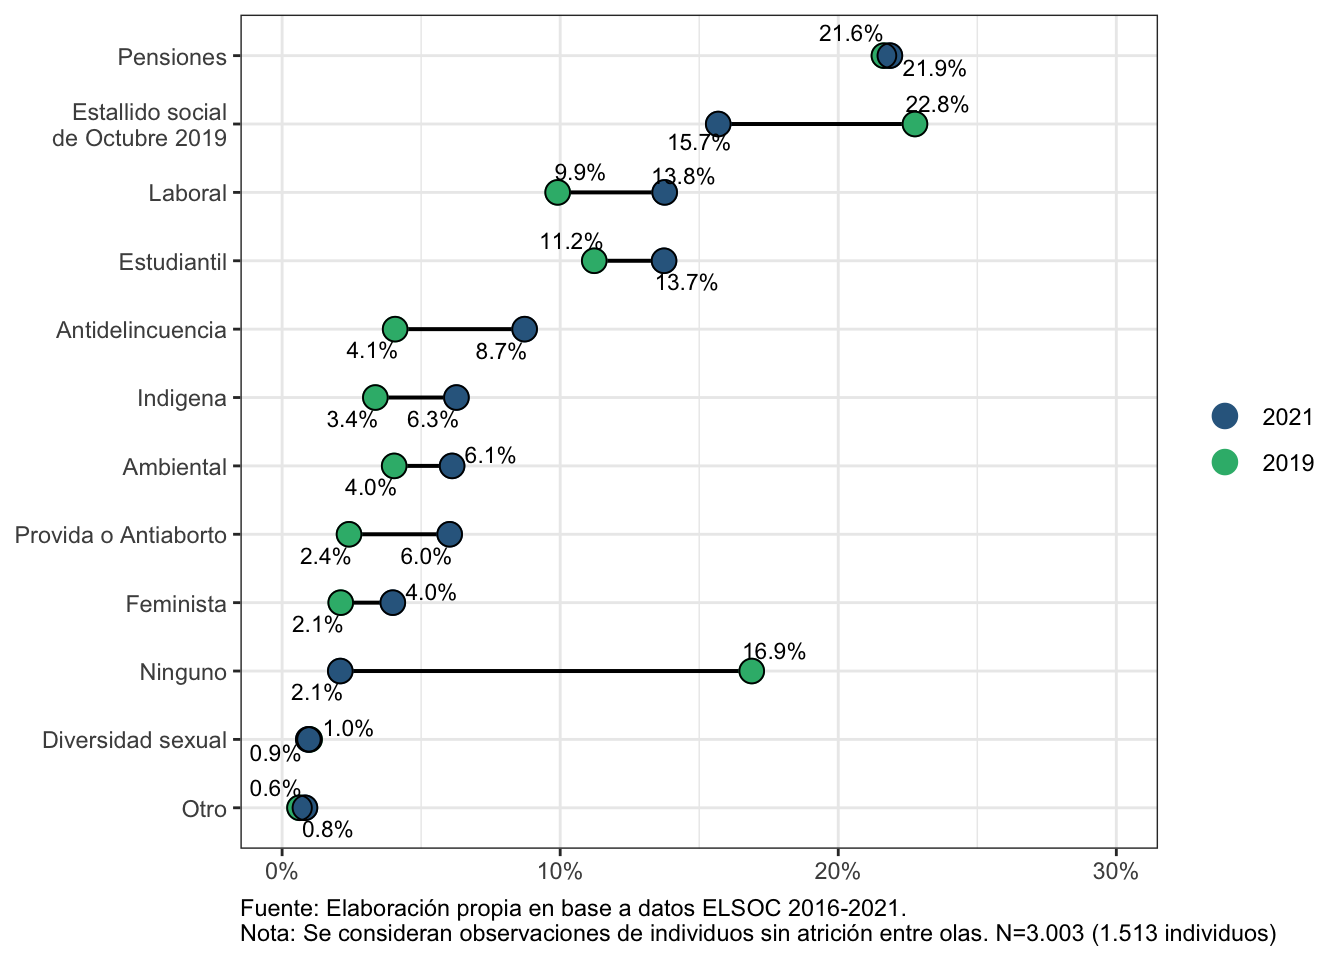 Pensiones
21.6%
21.9%
Estallido social
de Octubre 2019
15.7%
22.8%
Laboral
9.9%
13.8%
Estudiantil
11.2%
13.7%
Antidelincuencia
4.1%
8.7%
Indigena
3.4%
6.3%
Ambiental
4.0%
6.1%
Provida o Antiaborto
2.4%
6.0%
Feminista
2.1%
4.0%
Ninguno
2.1%
16.9%
Diversidad sexual
0.9%
1.0%
Otro
0.6%
0.8%
0%
10%
20%
30%
2021
2019
Fuente: Elaboración propia en base a datos ELSOC 2016-2021.
Nota: Se consideran observaciones de individuos sin atrición entre olas. N=3.003 (1.513 individuos)